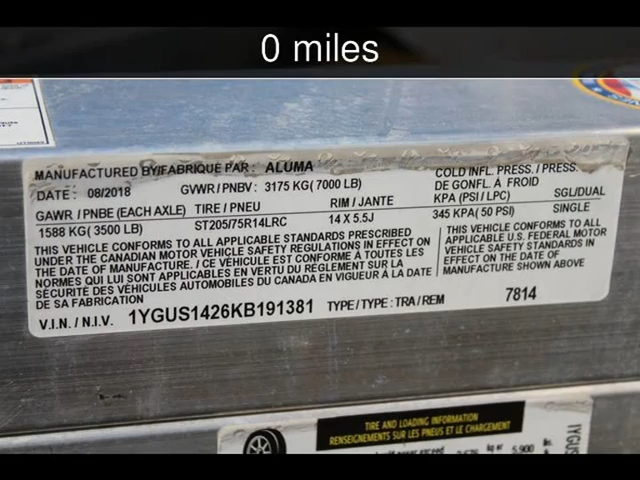 0 miles
MANUFACTURED BY/FABRIQUÉ PAR: ALUMA
DATE: 08/2018 GVWR / PNBV: 3175 KG( 7000 LB) COLD INFL. PRESS. / PRESS.
DE GONFL. À FROID
GAWR / PNBE (EACH AXLE) TIRE / PNEU RIM / JANTE KPA (PSI / LPC) SGL/DUAL
1588 KG( 3500 LB) ST205/75R14LRC 14 X 5.5J 345 KPA( 50 PSI) SINGLE
THIS VEHICLE CONFORMS TO ALL APPLICABLE STANDARDS PRESCRIBED
UNDER THE CANADIAN MOTOR VEHICLE SAFETY REGULATIONS IN EFFECT ON
THE DATE OF MANUFACTURE. / CE VÉHICULE EST CONFORME À TOUTES LES
NORMES QUI LUI SONT APPLICABLES EN VERTU DU RÈGLEMENT SUR LA
SÉCURITÉ DES VÉHICULES AUTOMOBILES DU CANADA EN VIGUEUR À LA DATE
DE SA FABRICATION
THIS VEHICLE CONFORMS TO ALL
APPLICABLE U.S. FEDERAL MOTOR
VEHICLE SAFETY STANDARDS IN
EFFECT ON THE DATE OF
MANUFACTURE SHOWN ABOVE.
V.I.N. / N.I.V. 1YGUS1426KB191381 TYPE / TYPE : TRA / REM 7814
TIRE AND LOADING INFORMATION
RENSEIGNEMENTS SUR LES PNEUS ET LE CHARGEMENT
kg or 5,900 lbs.
1YGUS